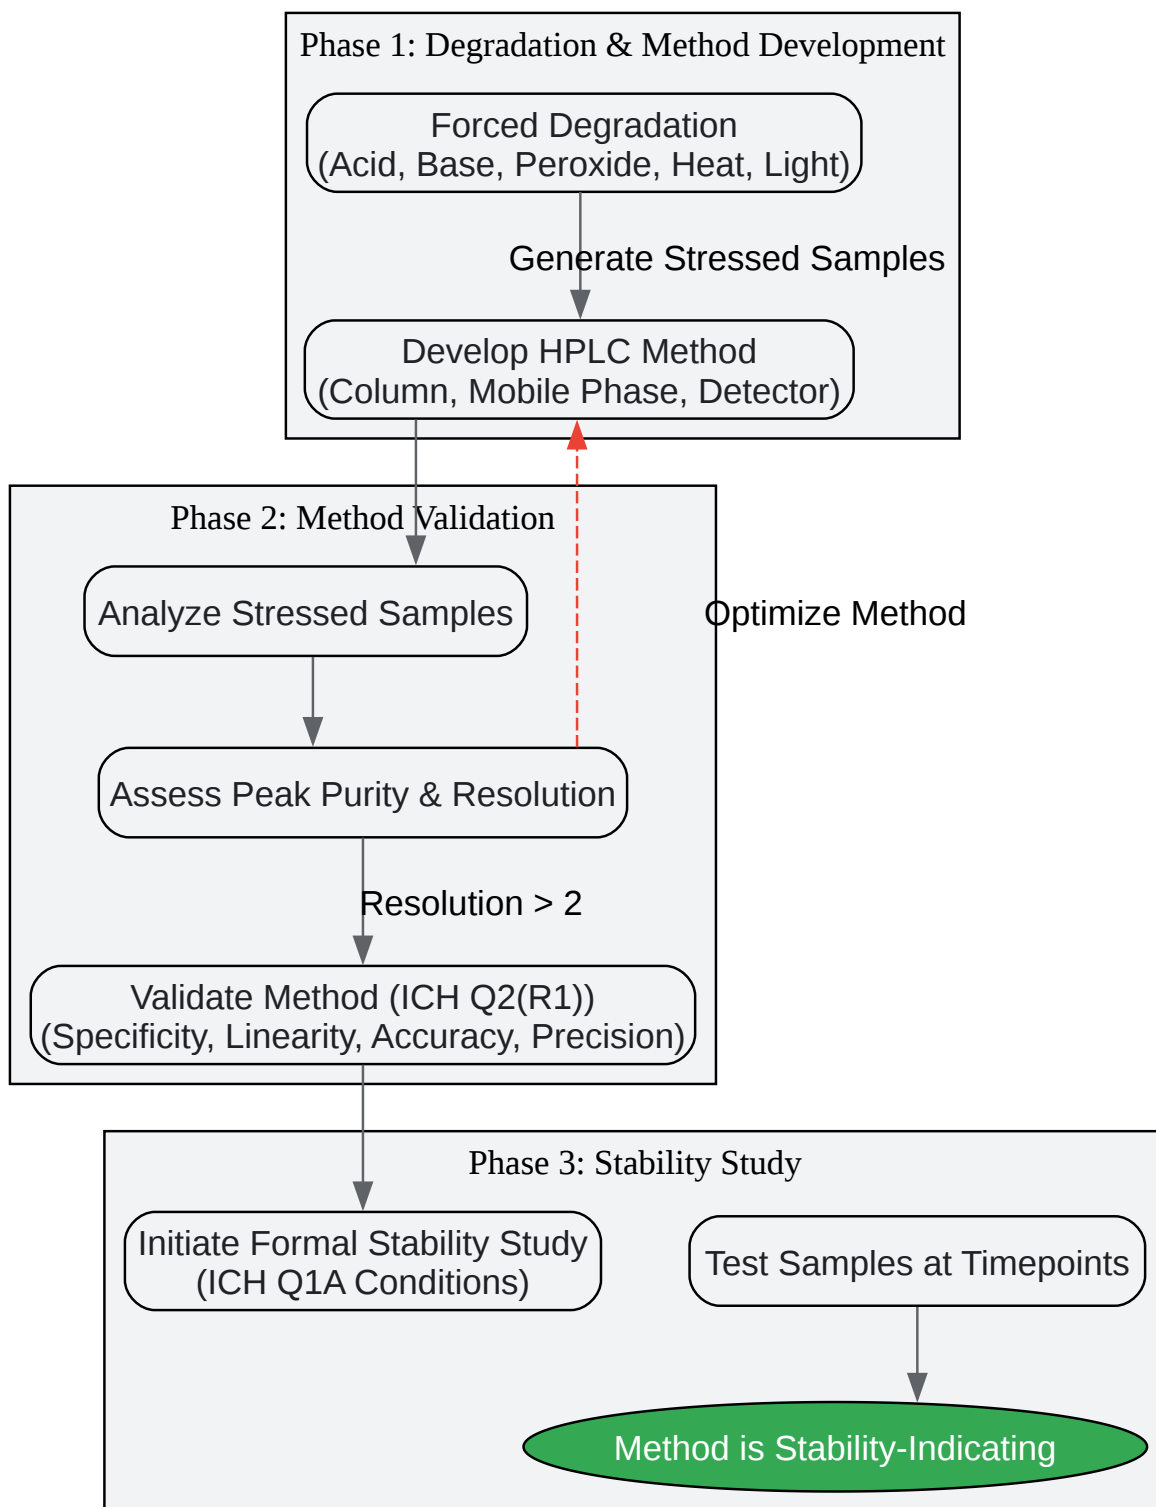 Phase 1: Degradation & Method Development
Forced Degradation
(Acid, Base, Peroxide, Heat, Light)
Generate Stressed Samples
Develop HPLC Method
(Column, Mobile Phase, Detector)
Phase 2: Method Validation
Analyze Stressed Samples
Optimize Method
Assess Peak Purity & Resolution
Resolution > 2
Validate Method (ICH Q2(R1))
(Specificity, Linearity, Accuracy, Precision)
Phase 3: Stability Study
Initiate Formal Stability Study
(ICH Q1A Conditions)
Test Samples at Timepoints
Method is Stability-Indicating